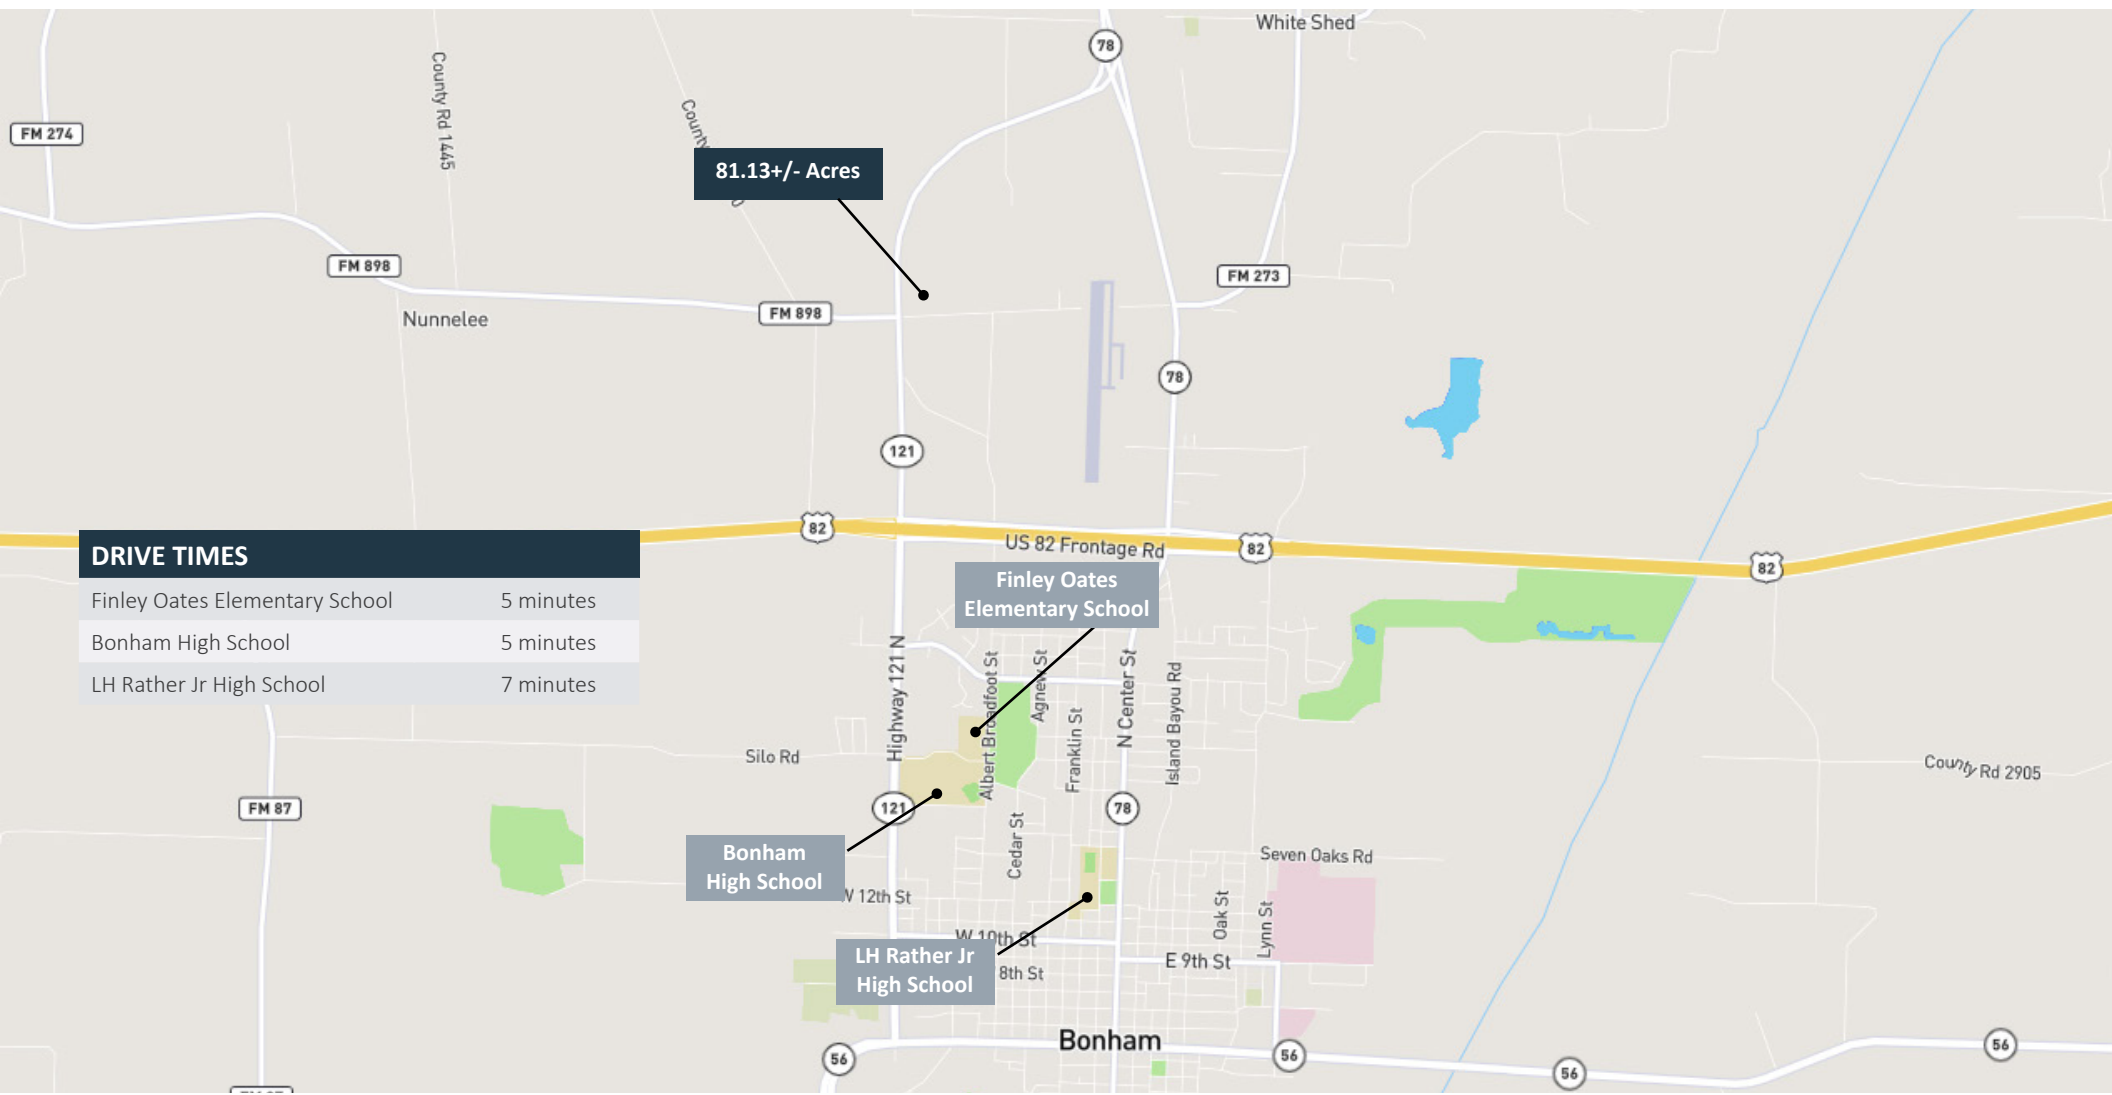 White Shed
78
County Rd 1445
County
FM 274
81.13+/- Acres
FM 898
FM 273
FM 898
Nunnelee
78
121
82
US 82 Frontage Rd
82
82
DRIVE TIMES
Finley Oates Elementary School 5 minutes
Bonham High School 5 minutes
LH Rather Jr High School 7 minutes
Finley Oates
Elementary School
Highway 121 N
Albert Broadfoot St
Agnew St
Franklin St
N Center St
Island Bayou Rd
Silo Rd
County Rd 2905
FM 87
121
78
Cedar St
Bonham
High School
Seven Oaks Rd
W 12th St
Oak St
Lynn St
W 10th St
LH Rather Jr
High School
8th St
E 9th St
Bonham
56
56
56
56